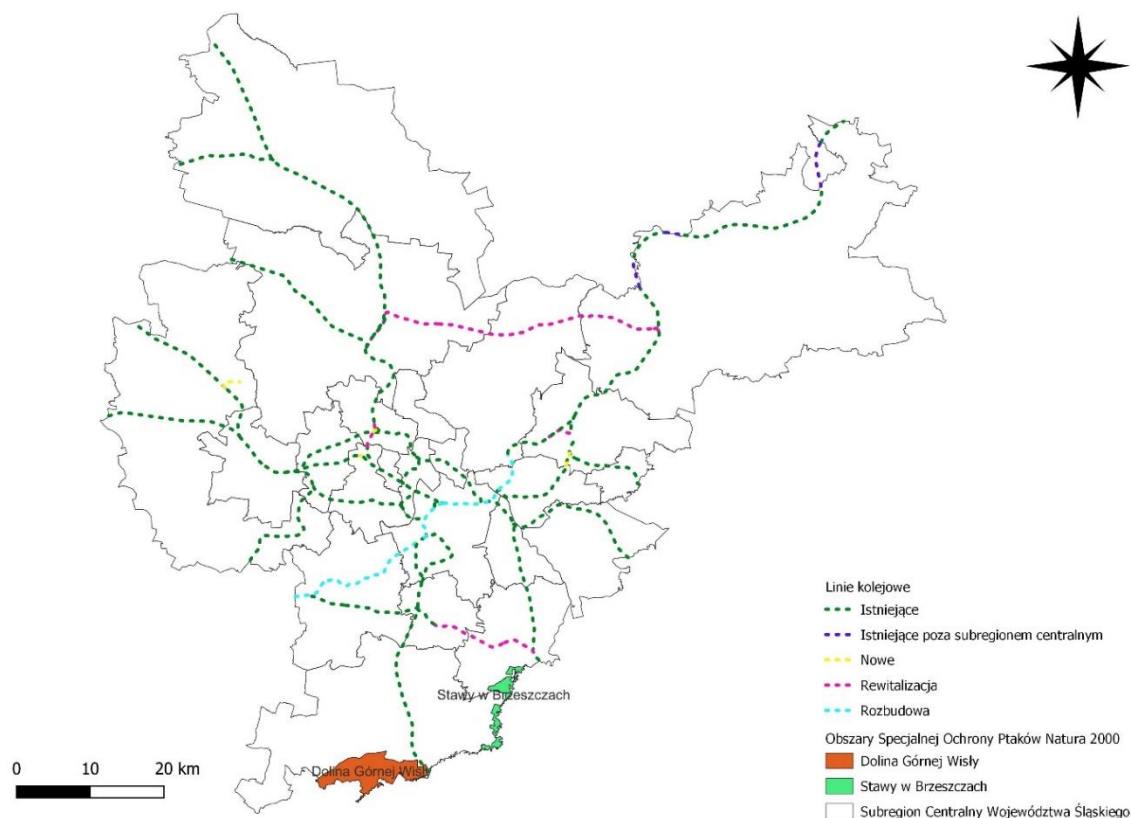 Stawy w Brzeszczach
Dolina Górnej Wisły
0 10 20 km
Linie kolejowe
Istniejące
Istniejące poza subregionem centralnym
Nowe
Rewitalizacja
Rozbudowa
Obszary Specjalnej Ochrony Ptaków Natura 2000
Dolina Górnej Wisły
Stawy w Brzeszczach
Subregion Centralny Województwa Śląskiego